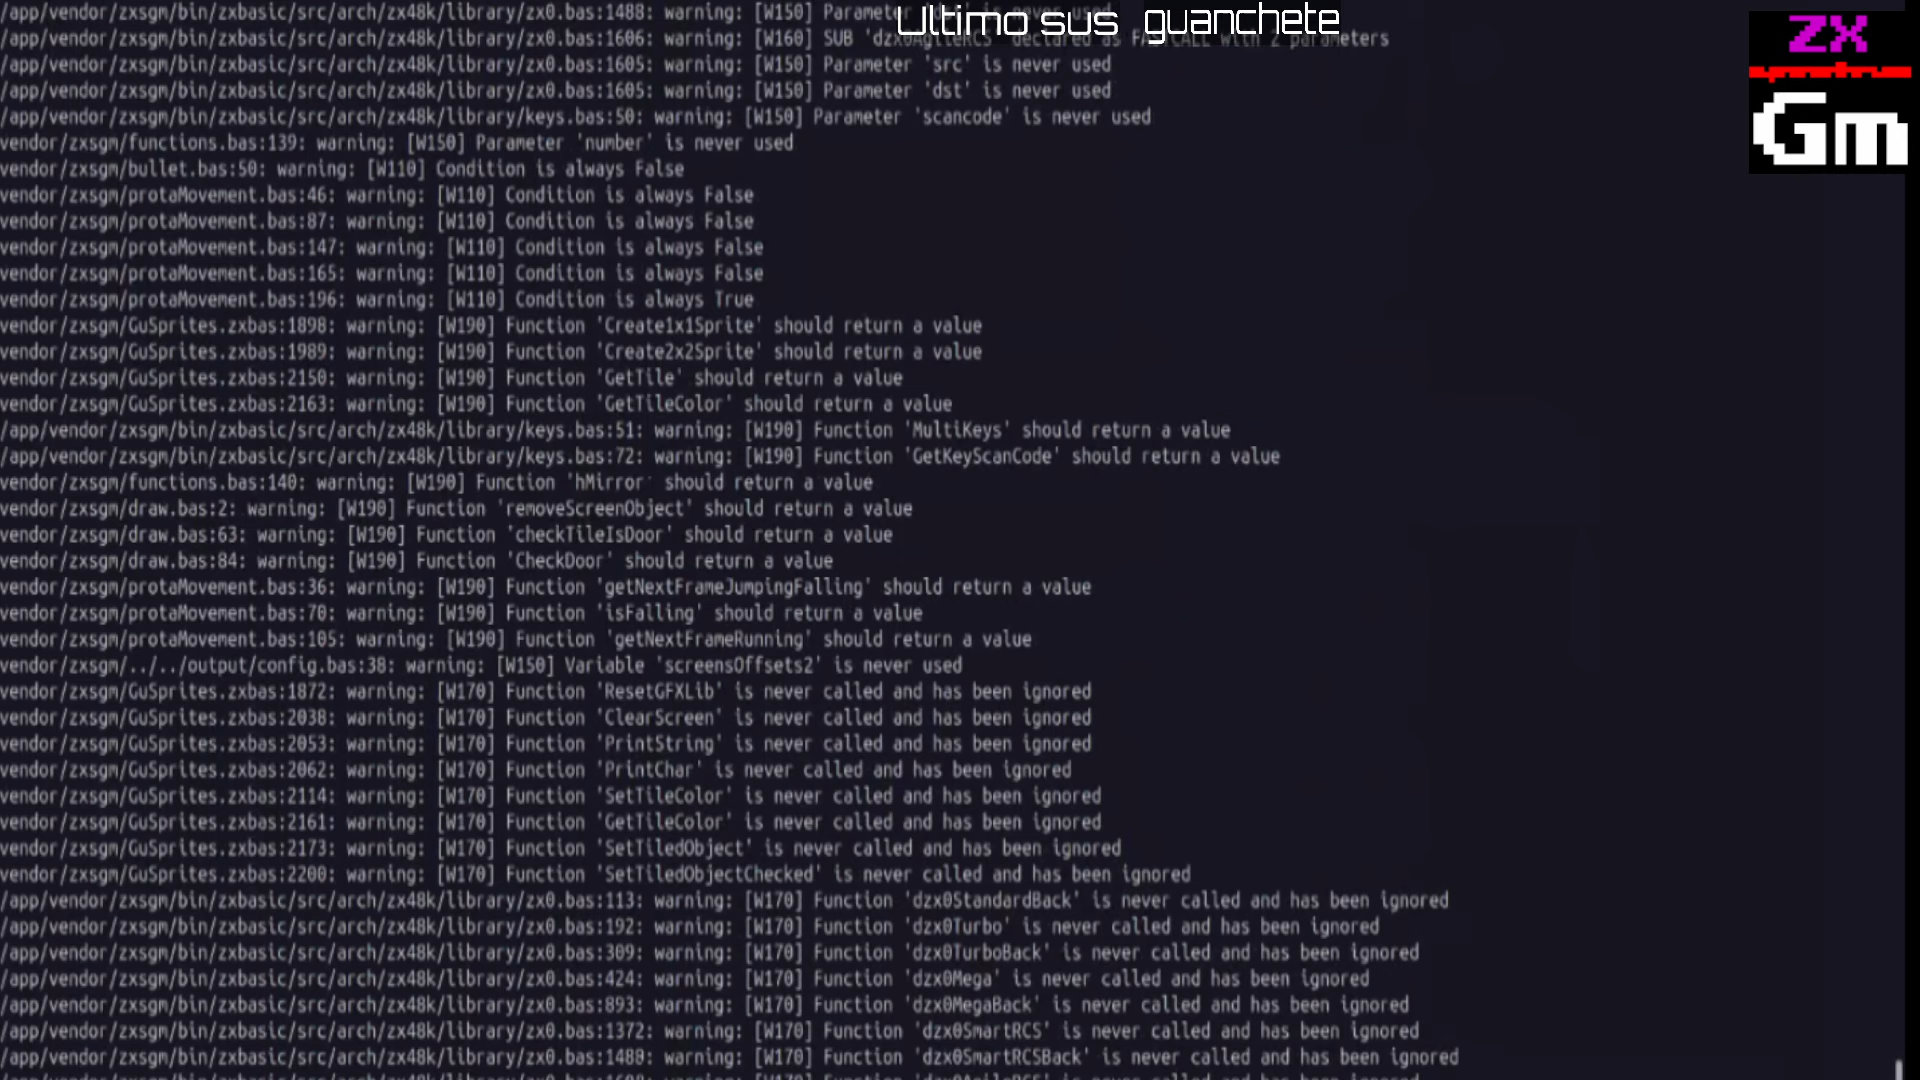 /app/vendor/zxsgm/bin/zxbasic/src/arch/zx48k/library/zx0.bas:1488: warning: [W150] Parameter is never used
Ultimo sus guanchete
/app/vendor/zxsgm/bin/zxbasic/src/arch/zx48k/library/zx0.bas:1606: warning: [W160] SUB 'dzx0AgileRCS' declared as FASTCALL with 2 parameters
/app/vendor/zxsgm/bin/zxbasic/src/arch/zx48k/library/zx0.bas:1605: warning: [W150] Parameter 'src' is never used
/app/vendor/zxsgm/bin/zxbasic/src/arch/zx48k/library/zx0.bas:1605: warning: [W150] Parameter 'dst' is never used
/app/vendor/zxsgm/bin/zxbasic/src/arch/zx48k/library/keys.bas:50: warning: [W150] Parameter 'scancode' is never used
vendor/zxsgm/functions.bas:139: warning: [W150] Parameter 'number' is never used
vendor/zxsgm/bullet.bas:50: warning: [W110] Condition is always False
vendor/zxsgm/protaMovement.bas:46: warning: [W110] Condition is always False
vendor/zxsgm/protaMovement.bas:87: warning: [W110] Condition is always False
vendor/zxsgm/protaMovement.bas:147: warning: [W110] Condition is always False
vendor/zxsgm/protaMovement.bas:165: warning: [W110] Condition is always False
vendor/zxsgm/protaMovement.bas:196: warning: [W110] Condition is always True
vendor/zxsgm/GuSprites.zxbas:1898: warning: [W190] Function 'Create1x1Sprite' should return a value
vendor/zxsgm/GuSprites.zxbas:1989: warning: [W190] Function 'Create2x2Sprite' should return a value
vendor/zxsgm/GuSprites.zxbas:2150: warning: [W190] Function 'GetTile' should return a value
vendor/zxsgm/GuSprites.zxbas:2163: warning: [W190] Function 'GetTileColor' should return a value
/app/vendor/zxsgm/bin/zxbasic/src/arch/zx48k/library/keys.bas:51: warning: [W190] Function 'MultiKeys' should return a value
/app/vendor/zxsgm/bin/zxbasic/src/arch/zx48k/library/keys.bas:72: warning: [W190] Function 'GetKeyScanCode' should return a value
vendor/zxsgm/functions.bas:140: warning: [W190] Function 'hMirror' should return a value
vendor/zxsgm/draw.bas:2: warning: [W190] Function 'removeScreenObject' should return a value
vendor/zxsgm/draw.bas:63: warning: [W190] Function 'checkTileIsDoor' should return a value
vendor/zxsgm/draw.bas:84: warning: [W190] Function 'CheckDoor' should return a value
vendor/zxsgm/protaMovement.bas:36: warning: [W190] Function 'getNextFrameJumpingFalling' should return a value
vendor/zxsgm/protaMovement.bas:70: warning: [W190] Function 'isFalling' should return a value
vendor/zxsgm/protaMovement.bas:105: warning: [W190] Function 'getNextFrameRunning' should return a value
vendor/zxsgm/../../output/config.bas:38: warning: [W150] Variable 'screensOffsets2' is never used
vendor/zxsgm/GuSprites.zxbas:1872: warning: [W170] Function 'ResetGFXLib' is never called and has been ignored
vendor/zxsgm/GuSprites.zxbas:2038: warning: [W170] Function 'ClearScreen' is never called and has been ignored
vendor/zxsgm/GuSprites.zxbas:2053: warning: [W170] Function 'PrintString' is never called and has been ignored
vendor/zxsgm/GuSprites.zxbas:2062: warning: [W170] Function 'PrintChar' is never called and has been ignored
vendor/zxsgm/GuSprites.zxbas:2114: warning: [W170] Function 'SetTileColor' is never called and has been ignored
vendor/zxsgm/GuSprites.zxbas:2161: warning: [W170] Function 'GetTileColor' is never called and has been ignored
vendor/zxsgm/GuSprites.zxbas:2173: warning: [W170] Function 'SetTiledObject' is never called and has been ignored
vendor/zxsgm/GuSprites.zxbas:2200: warning: [W170] Function 'SetTiledObjectChecked' is never called and has been ignored
/app/vendor/zxsgm/bin/zxbasic/src/arch/zx48k/library/zx0.bas:113: warning: [W170] Function 'dzx0StandardBack' is never called and has been ignored
/app/vendor/zxsgm/bin/zxbasic/src/arch/zx48k/library/zx0.bas:192: warning: [W170] Function 'dzx0Turbo' is never called and has been ignored
/app/vendor/zxsgm/bin/zxbasic/src/arch/zx48k/library/zx0.bas:309: warning: [W170] Function 'dzx0TurboBack' is never called and has been ignored
/app/vendor/zxsgm/bin/zxbasic/src/arch/zx48k/library/zx0.bas:424: warning: [W170] Function 'dzx0Mega' is never called and has been ignored
/app/vendor/zxsgm/bin/zxbasic/src/arch/zx48k/library/zx0.bas:893: warning: [W170] Function 'dzx0MegaBack' is never called and has been ignored
/app/vendor/zxsgm/bin/zxbasic/src/arch/zx48k/library/zx0.bas:1372: warning: [W170] Function 'dzx0SmartRCS' is never called and has been ignored
/app/vendor/zxsgm/bin/zxbasic/src/arch/zx48k/library/zx0.bas:1488: warning: [W170] Function 'dzx0SmartRCSBack' is never called and has been ignored
ZX
Gm